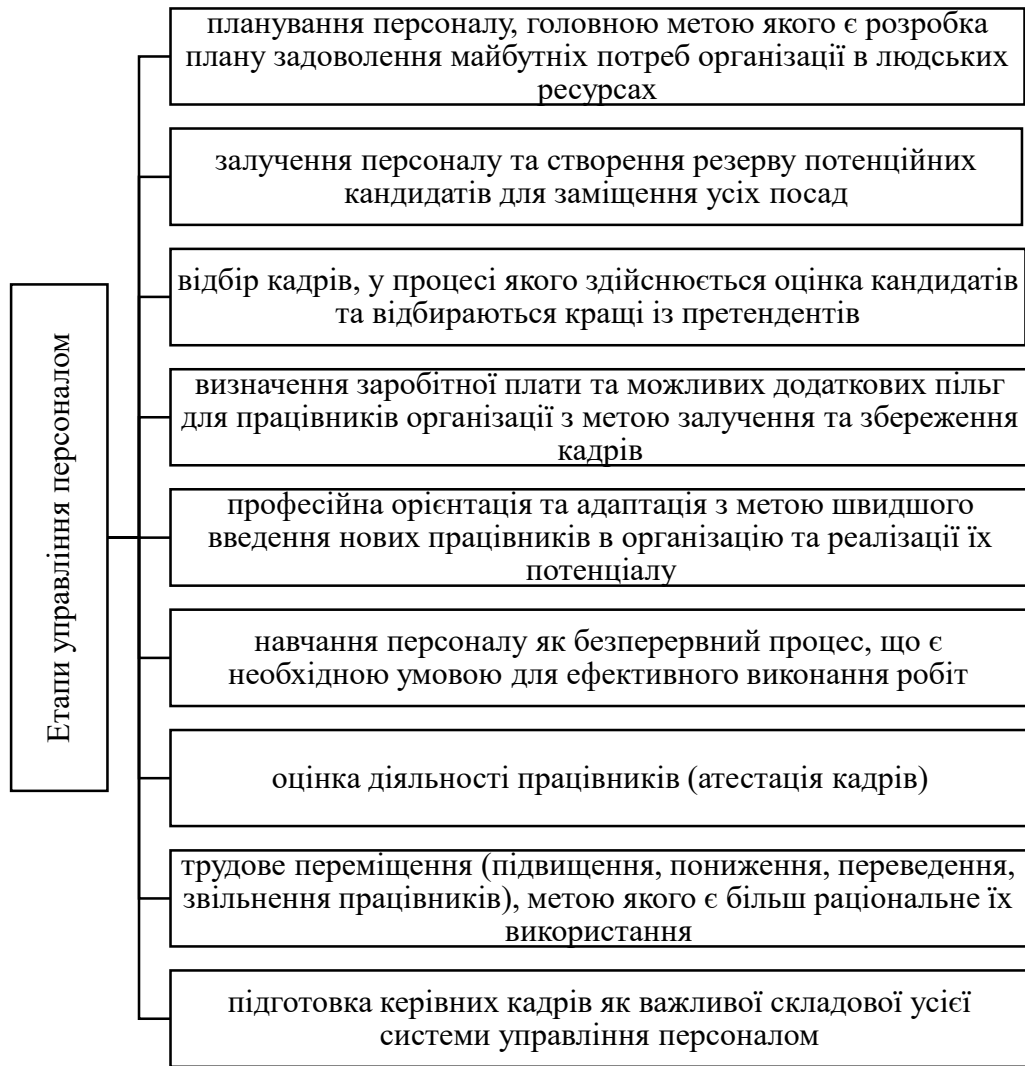 планування персоналу, головною метою якого є розробка
плану задоволення майбутніх потреб організації в людських
ресурсах
залучення персоналу та створення резерву потенційних
кандидатів для заміщення усіх посад
відбір кадрів, у процесі якого здійснюється оцінка кандидатів
та відбираються кращі із претендентів
визначення заробітної плати та можливих додаткових пільг
для працівників організації з метою залучення та збереження
кадрів
Етапи управління персоналом
професійна орієнтація та адаптація з метою швидшого
введення нових працівників в організацію та реалізації їх
потенціалу
навчання персоналу як безперервний процес, що є
необхідною умовою для ефективного виконання робіт
оцінка діяльності працівників (атестація кадрів)
трудове переміщення (підвищення, пониження, переведення,
звільнення працівників), метою якого є більш раціональне їх
використання
підготовка керівних кадрів як важливої складової усієї
системи управління персоналом